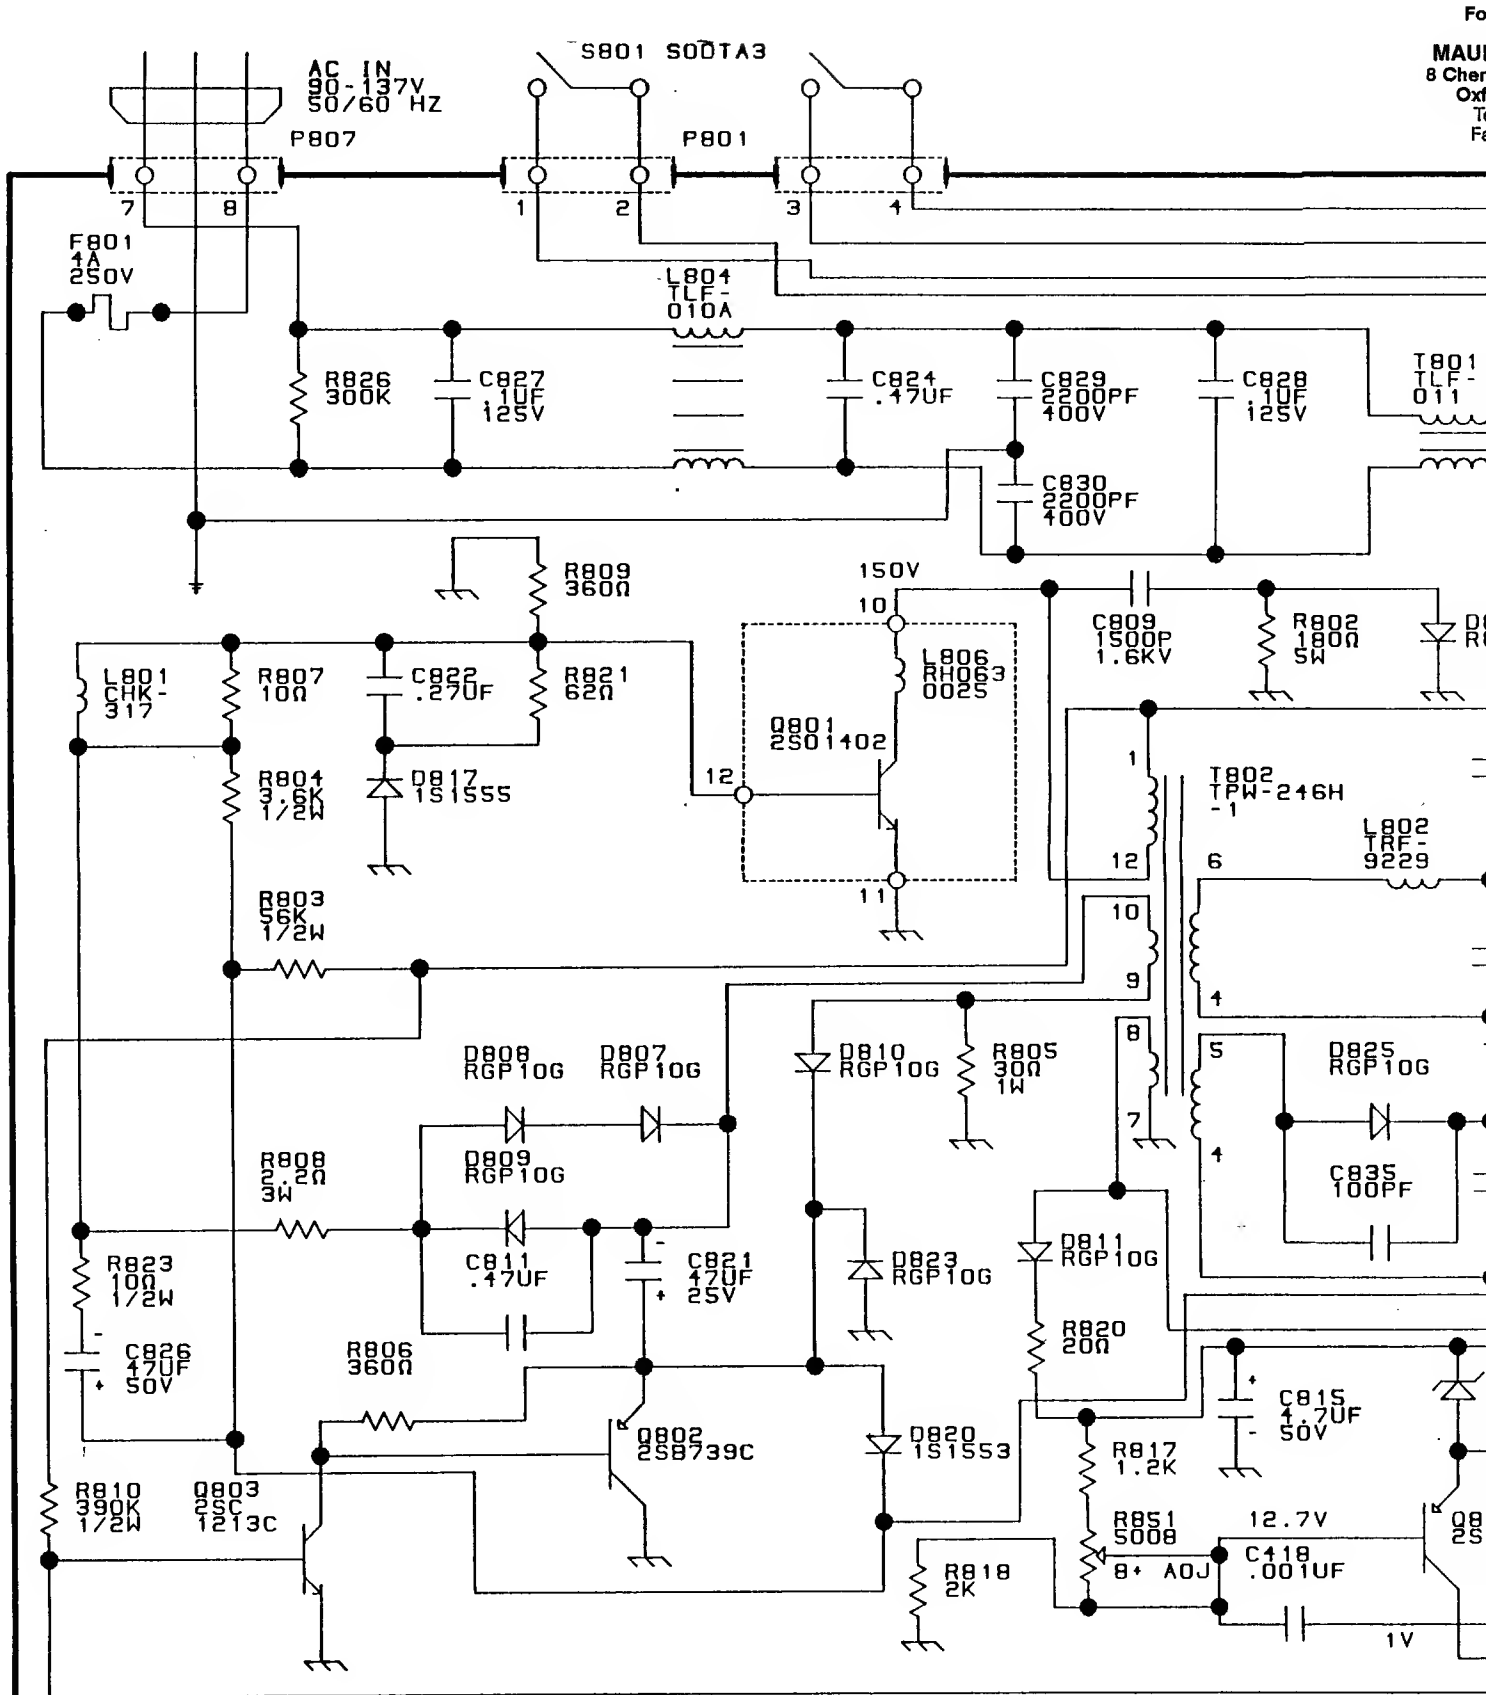 Fo
MAUI
8 Cher
Oxf
Te
Fa
S801 SODTA3
AC IN
90-137V
50/60 HZ
P807
P801
7
8
1
2
3
4
F801
4A
250V
L804
TLF-
010A
R826
300K
C827
.1UF
125V
C824
.47UF
C829
2200PF
400V
C828
.1UF
125V
T801
TLF-
011
C830
2200PF
400V
R809
360Ω
150V
10
C809
1500P
1.6KV
R802
180Ω
5W
L801
CHK-
317
R807
10Ω
C822
.27UF
R821
62Ω
L806
RH063
0025
Q801
2SD1402
R804
3.6K
1/2W
D817
1S1555
12
1
T802
TPW-246H
-1
L802
TRF-
9229
12
6
11
10
R803
56K
1/2W
9
4
8
5
D808
RGP10G
D807
RGP10G
D810
RGP10G
R805
30Ω
1W
D825
RGP10G
7
4
R808
2.2Ω
3W
D809
RGP10G
C835
100PF
R823
10Ω
1/2W
C811
.47UF
-
C821
47UF
25V
+
D823
RGP10G
D811
RGP10G
R820
20Ω
-
C826
47UF
50V
+
R806
360Ω
+
C815
4.7UF
50V
-
Q802
2SB739C
D820
1S1553
R817
1.2K
R810
390K
1/2W
Q803
2SC
1213C
R851
500B
B+ ADJ
12.7V
C418
.001UF
Q8
2S
R818
2K
1V